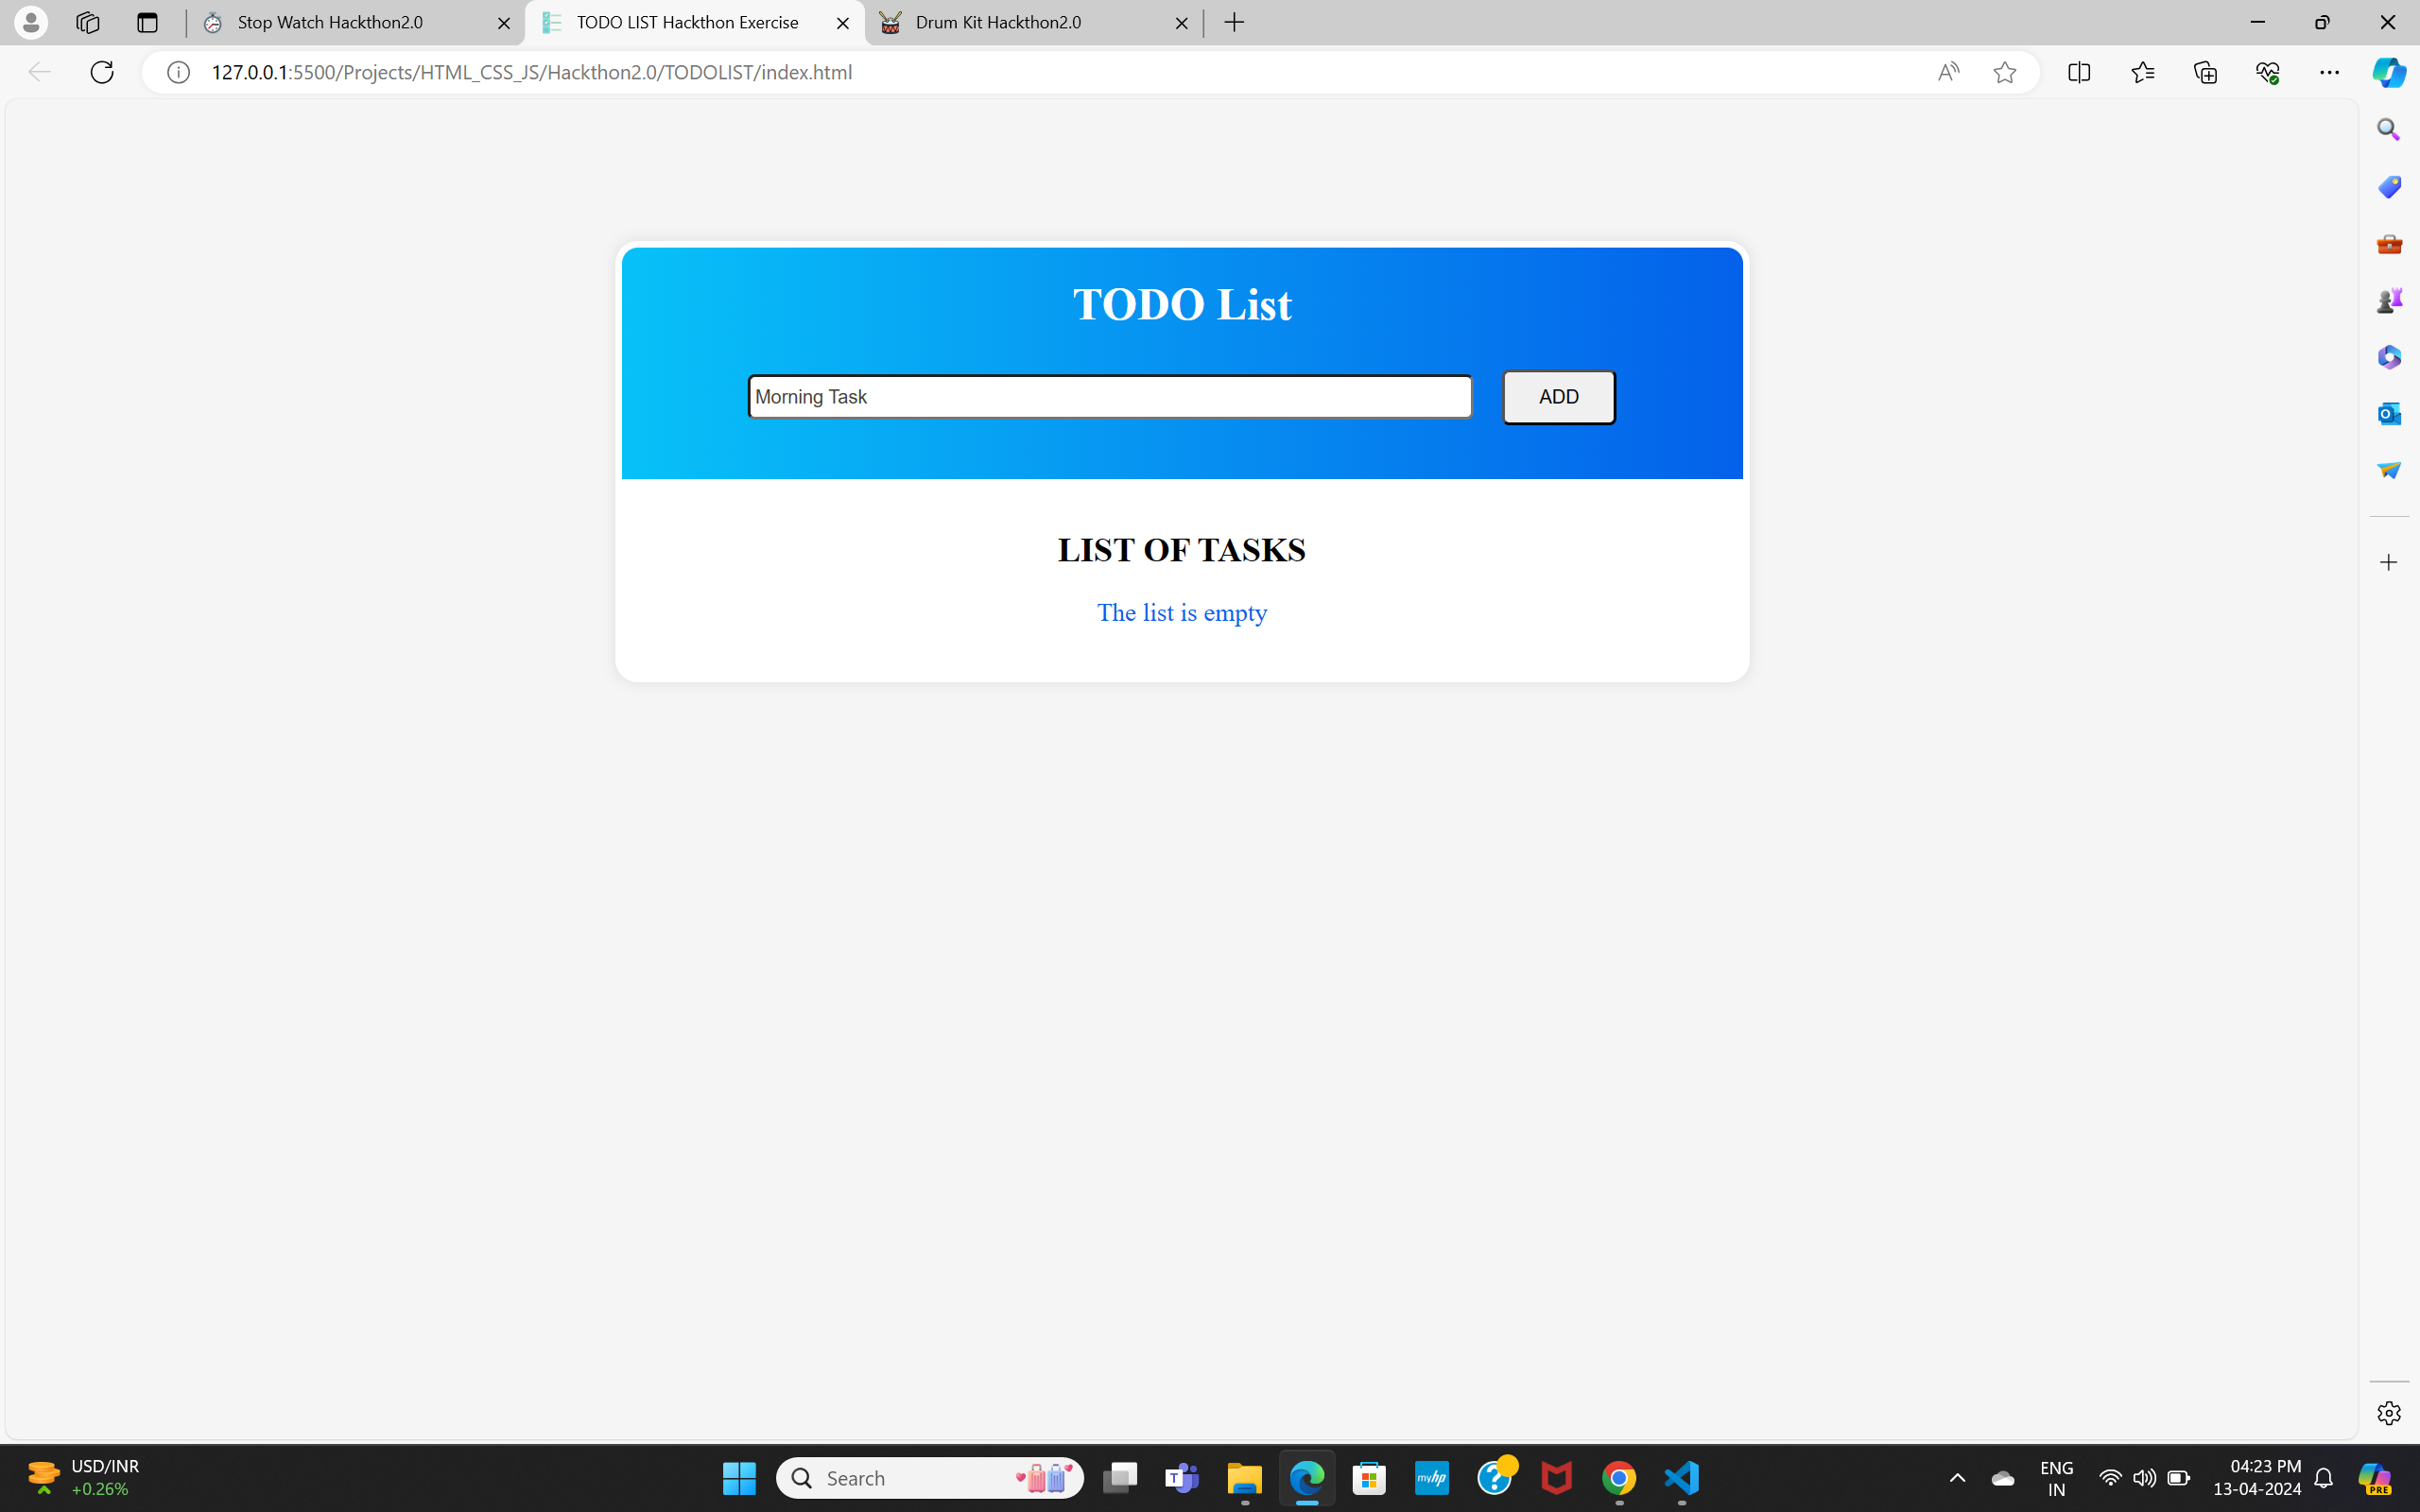 Stop Watch Hackthon2.0
TODO LIST Hackthon Exercise
Drum Kit Hackthon2.0
127.0.0.1:5500/Projects/HTML_CSS_JS/Hackthon2.0/TODOLIST/index.html
TODO List
Morning Task
ADD
LIST OF TASKS
The list is empty
USD/INR
+0.26%
Search
T
myhp
ENG
IN
04:23 PM
13-04-2024
PRE